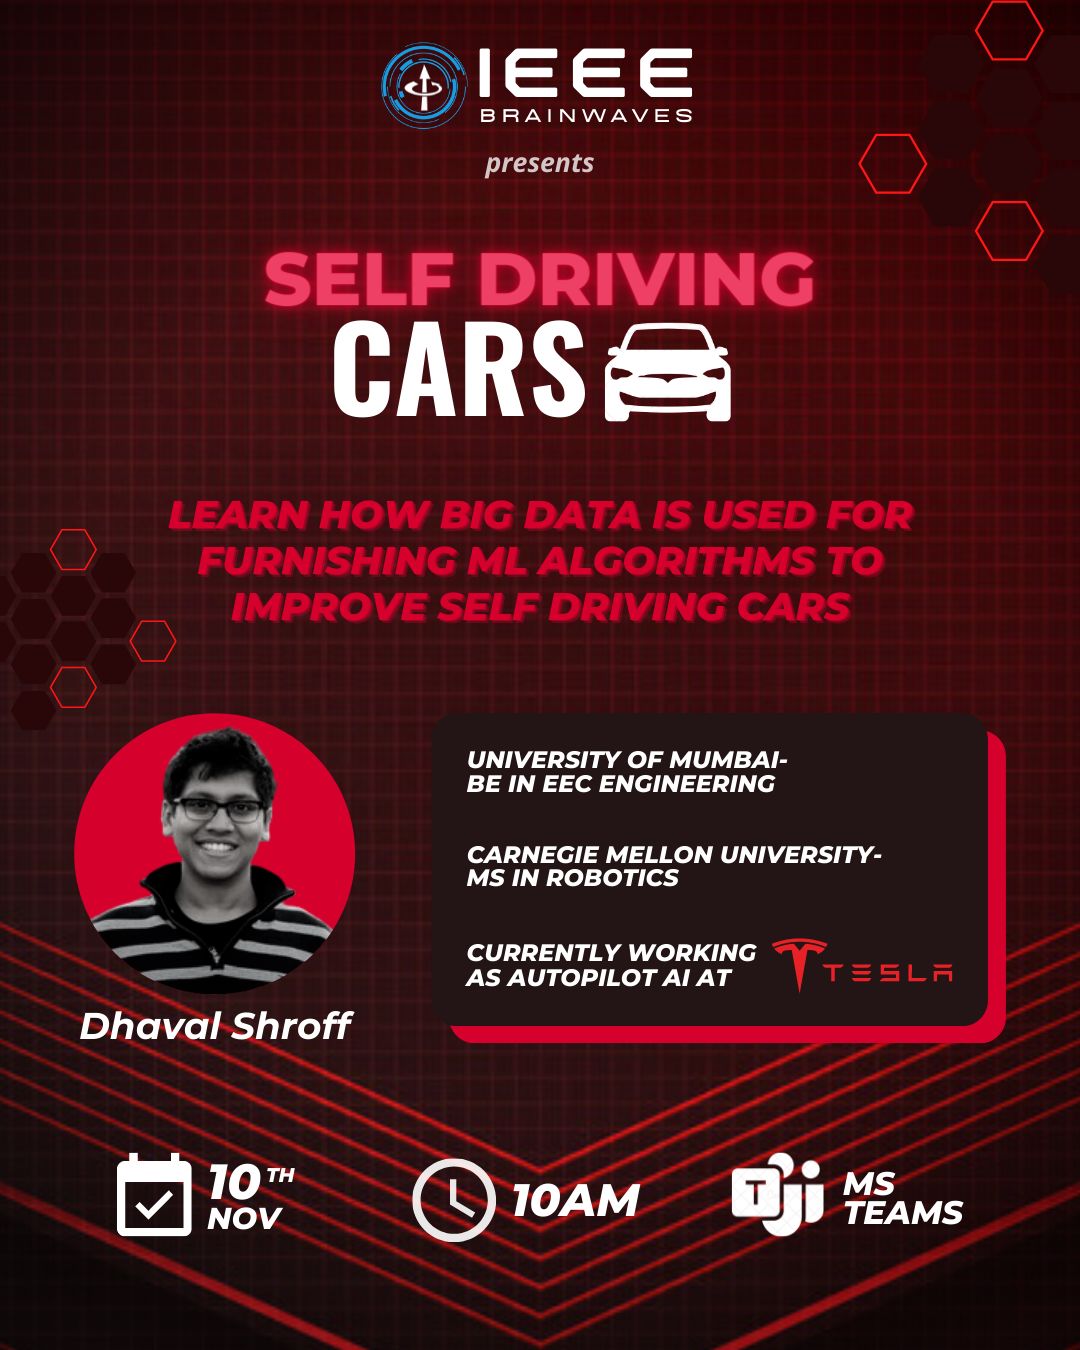 IEEE
BRAINWAVES
presents
SELF DRIVING
CARS
LEARN HOW BIG DATA IS USED FOR
FURNISHING ML ALGORITHMS TO
IMPROVE SELF DRIVING CARS
UNIVERSITY OF MUMBAI-
BE IN EEC ENGINEERING
CARNEGIE MELLON UNIVERSITY-
MS IN ROBOTICS
CURRENTLY WORKING
AS AUTOPILOT AI AT
TESLA
Dhaval Shroff
10TH
NOV
10AM
T
MS
TEAMS